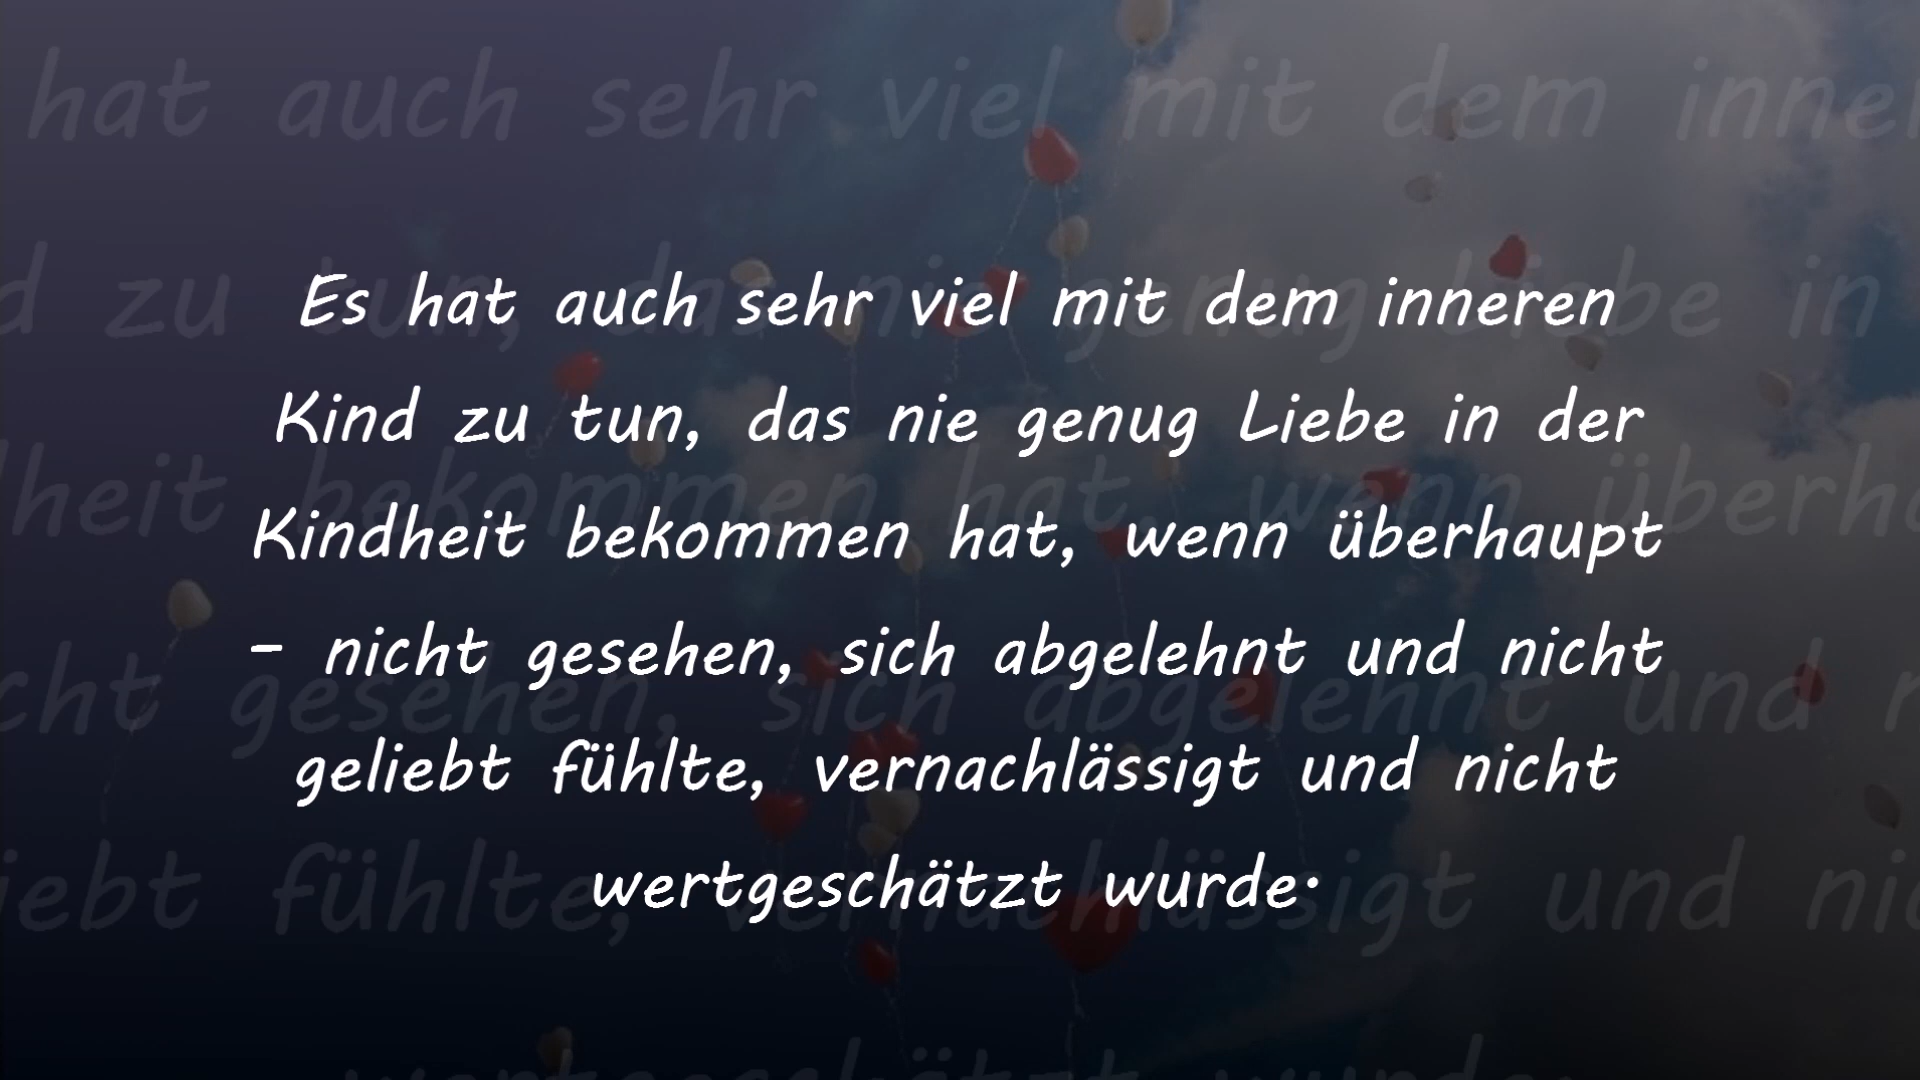 Es hat auch sehr viel mit dem inneren
Kind zu tun, das nie genug Liebe in der
Kindheit bekommen hat, wenn überhaupt
– nicht gesehen, sich abgelehnt und nicht
geliebt fühlte, vernachlässigt und nicht
wertgeschätzt wurde.